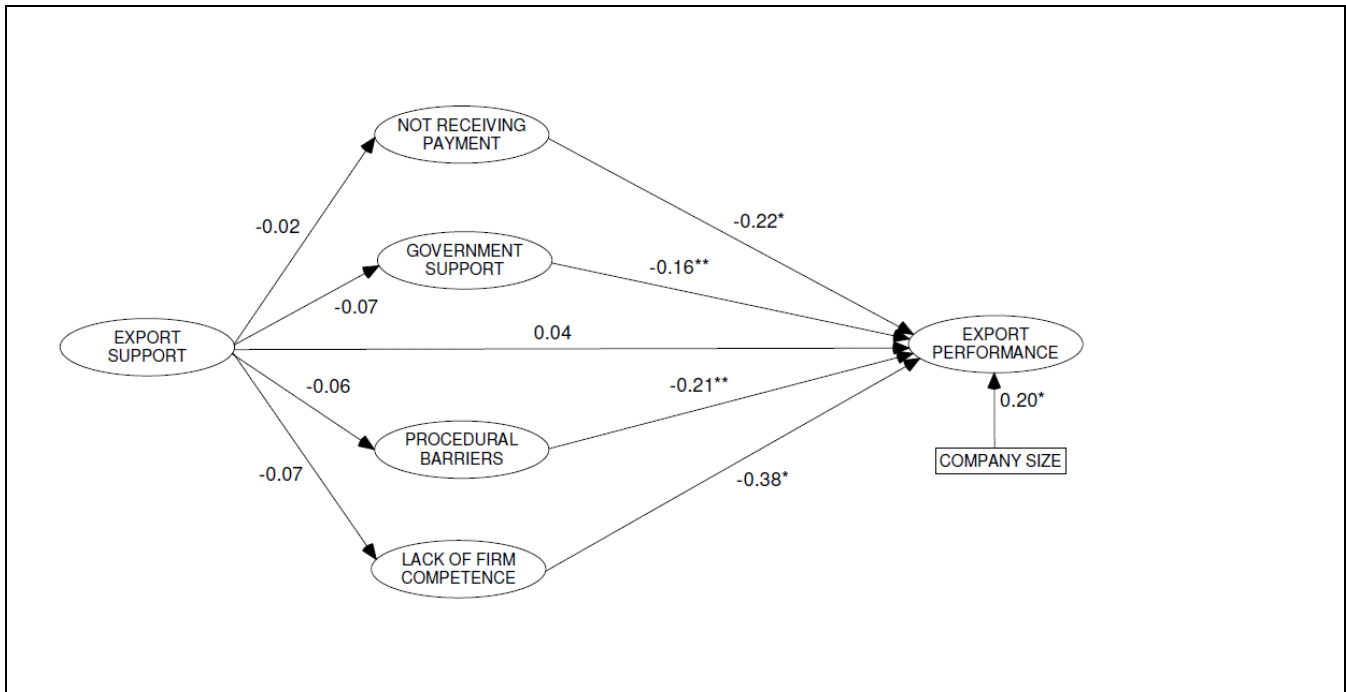 NOT RECEIVING
PAYMENT
-0.02
-0.22*
GOVERNMENT
SUPPORT
-0.16**
-0.07
EXPORT
SUPPORT
0.04
EXPORT
PERFORMANCE
-0.06
-0.21**
0.20*
PROCEDURAL
BARRIERS
COMPANY SIZE
-0.07
-0.38*
LACK OF FIRM
COMPETENCE